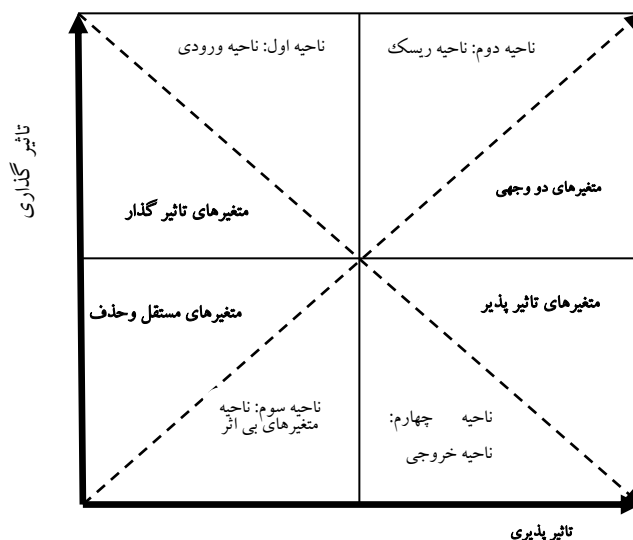 ناحیه اول: ناحیه ورودی
ناحیه دوم: ناحیه ریسک
تاثیر گذاری
متغیرهای تاثیر گذار
متغیرهای دو وجهی
متغیرهای مستقل وحذف
متغیرهای تاثیر پذیر
ناحیه سوم: ناحیه
متغیرهای بی اثر
ناحیه چهارم:
ناحیه خروجی
تاثیر پذیری